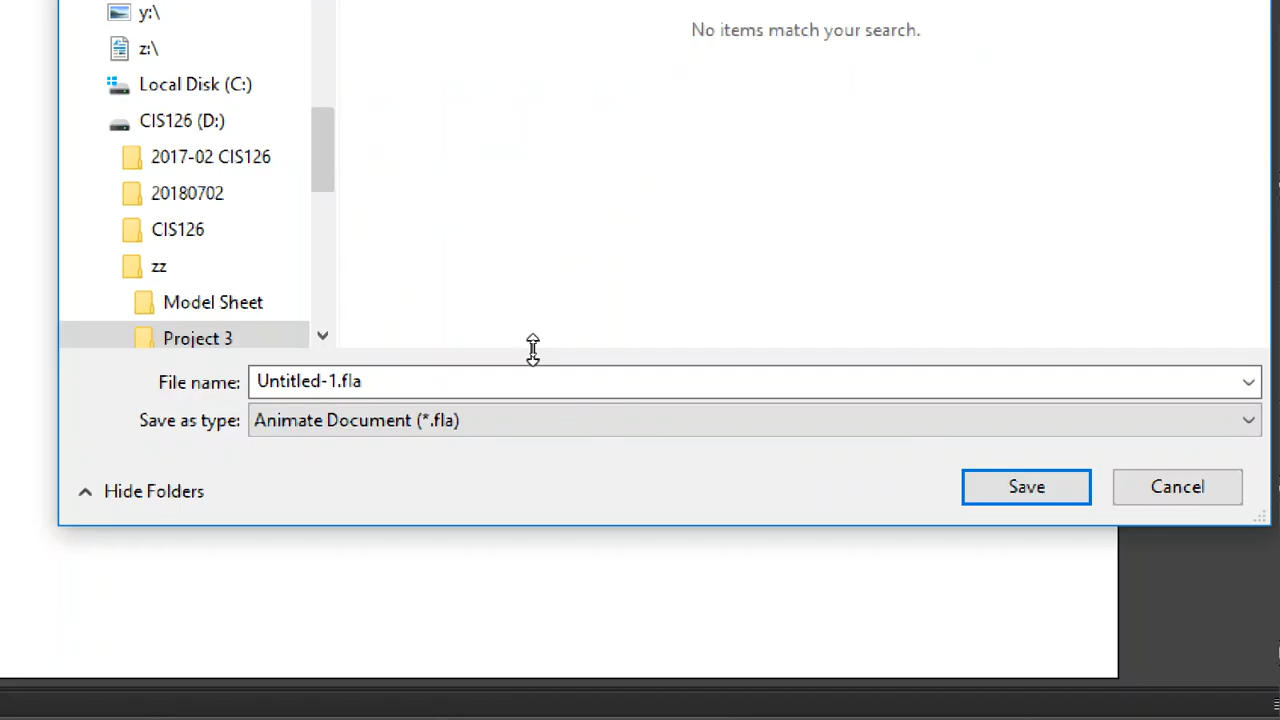 y:\
No items match your search.
z:\
Local Disk (C:)
CIS126 (D:)
2017-02 CIS126
20180702
CIS126
zz
Model Sheet
Project 3
File name: Untitled-1.fla
Save as type: Animate Document (*.fla)
Hide Folders Save Cancel